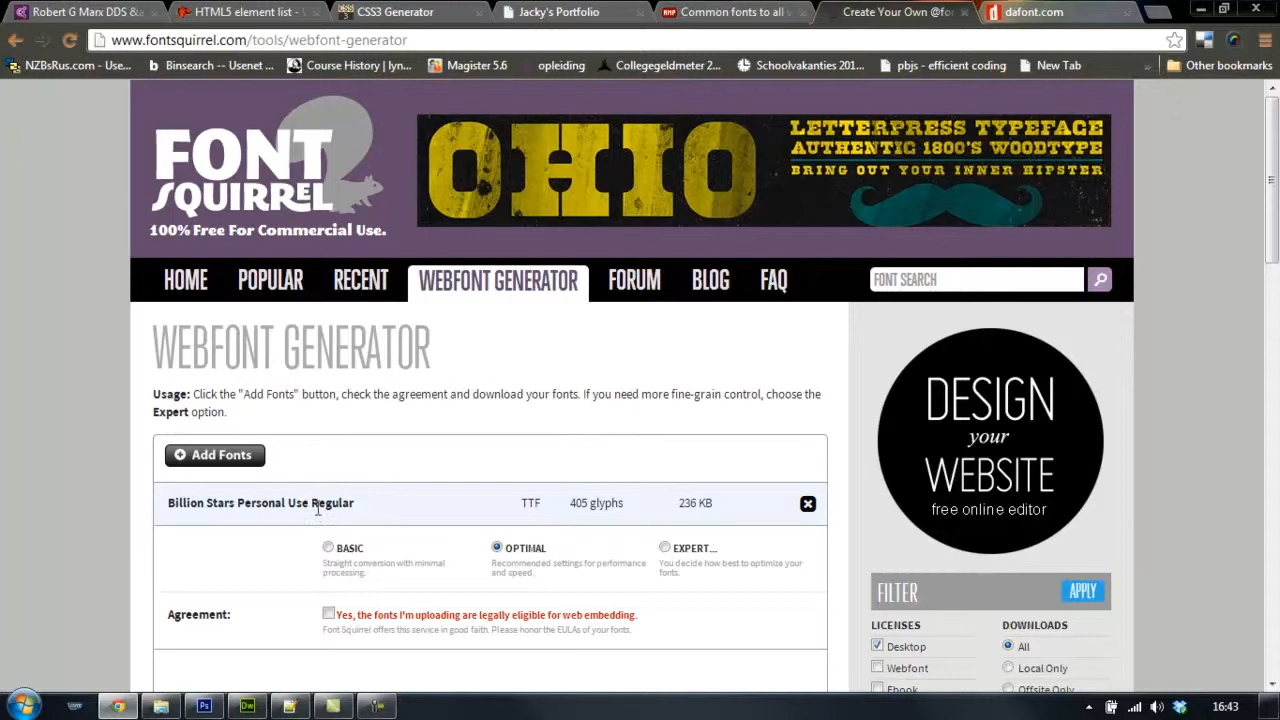 Robert G Marx DDS &
HTML5 element list -
CSS3 Generator
Jacky's Portfolio
Common fonts to all
Create Your Own @fon
dafont.com
www.fontsquirrel.com/tools/webfont-generator
NZBsRus.com - Use...
Binsearch -- Usenet ...
Course History | lyn...
Magister 5.6
opleiding
Collegegeldmeter 2...
Schoolvakanties 201...
pbjs - efficient coding
New Tab
Other bookmarks
FONT
SQUIRREL
100% Free For Commercial Use.
OHIO
LETTERPRESS TYPEFACE
AUTHENTIC 1800'S WOODTYPE
BRING OUT YOUR INNER HIPSTER
HOME POPULAR RECENT WEBFONT GENERATOR FORUM BLOG FAQ
FONT SEARCH
WEBFONT GENERATOR
Usage: Click the "Add Fonts" button, check the agreement and download your fonts. If you need more fine-grain control, choose the
Expert option.
Add Fonts
Billion Stars Personal Use Regular TTF 405 glyphs 236 KB
BASIC
Straight conversion with minimal
processing.
OPTIMAL
Recommended settings for performance
and speed.
EXPERT...
You decide how best to optimize your
fonts.
Agreement:
Yes, the fonts I'm uploading are legally eligible for web embedding.
Font Squirrel offers this service in good faith. Please honor the EULAs of your fonts.
DESIGN
your
WEBSITE
free online editor
FILTER
APPLY
LICENSES DOWNLOADS
Desktop All
Webfont Local Only
Ebook Offsite Only
Ps
Dw
16:43